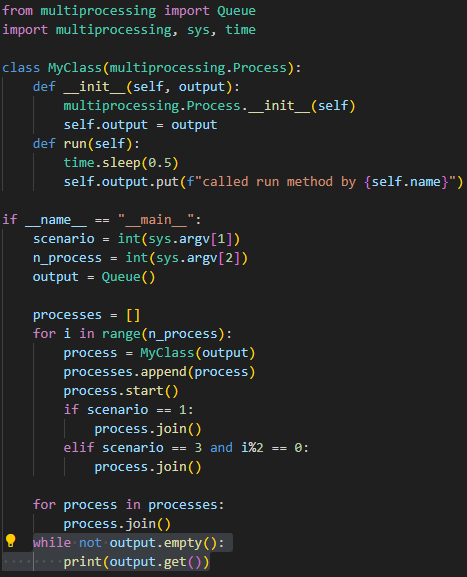 from multiprocessing import Queue
import multiprocessing, sys, time

class MyClass(multiprocessing.Process):
    def __init__(self, output):
        multiprocessing.Process.__init__(self)
        self.output = output
    def run(self):
        time.sleep(0.5)
        self.output.put(f"called run method by {self.name}")

if __name__ == "__main__":
    scenario = int(sys.argv[1])
    n_process = int(sys.argv[2])
    output = Queue()

    processes = []
    for i in range(n_process):
        process = MyClass(output)
        processes.append(process)
        process.start()
        if scenario == 1:
            process.join()
        elif scenario == 3 and i%2 == 0:
            process.join()

    for process in processes:
        process.join()
    while not output.empty():
        print(output.get())